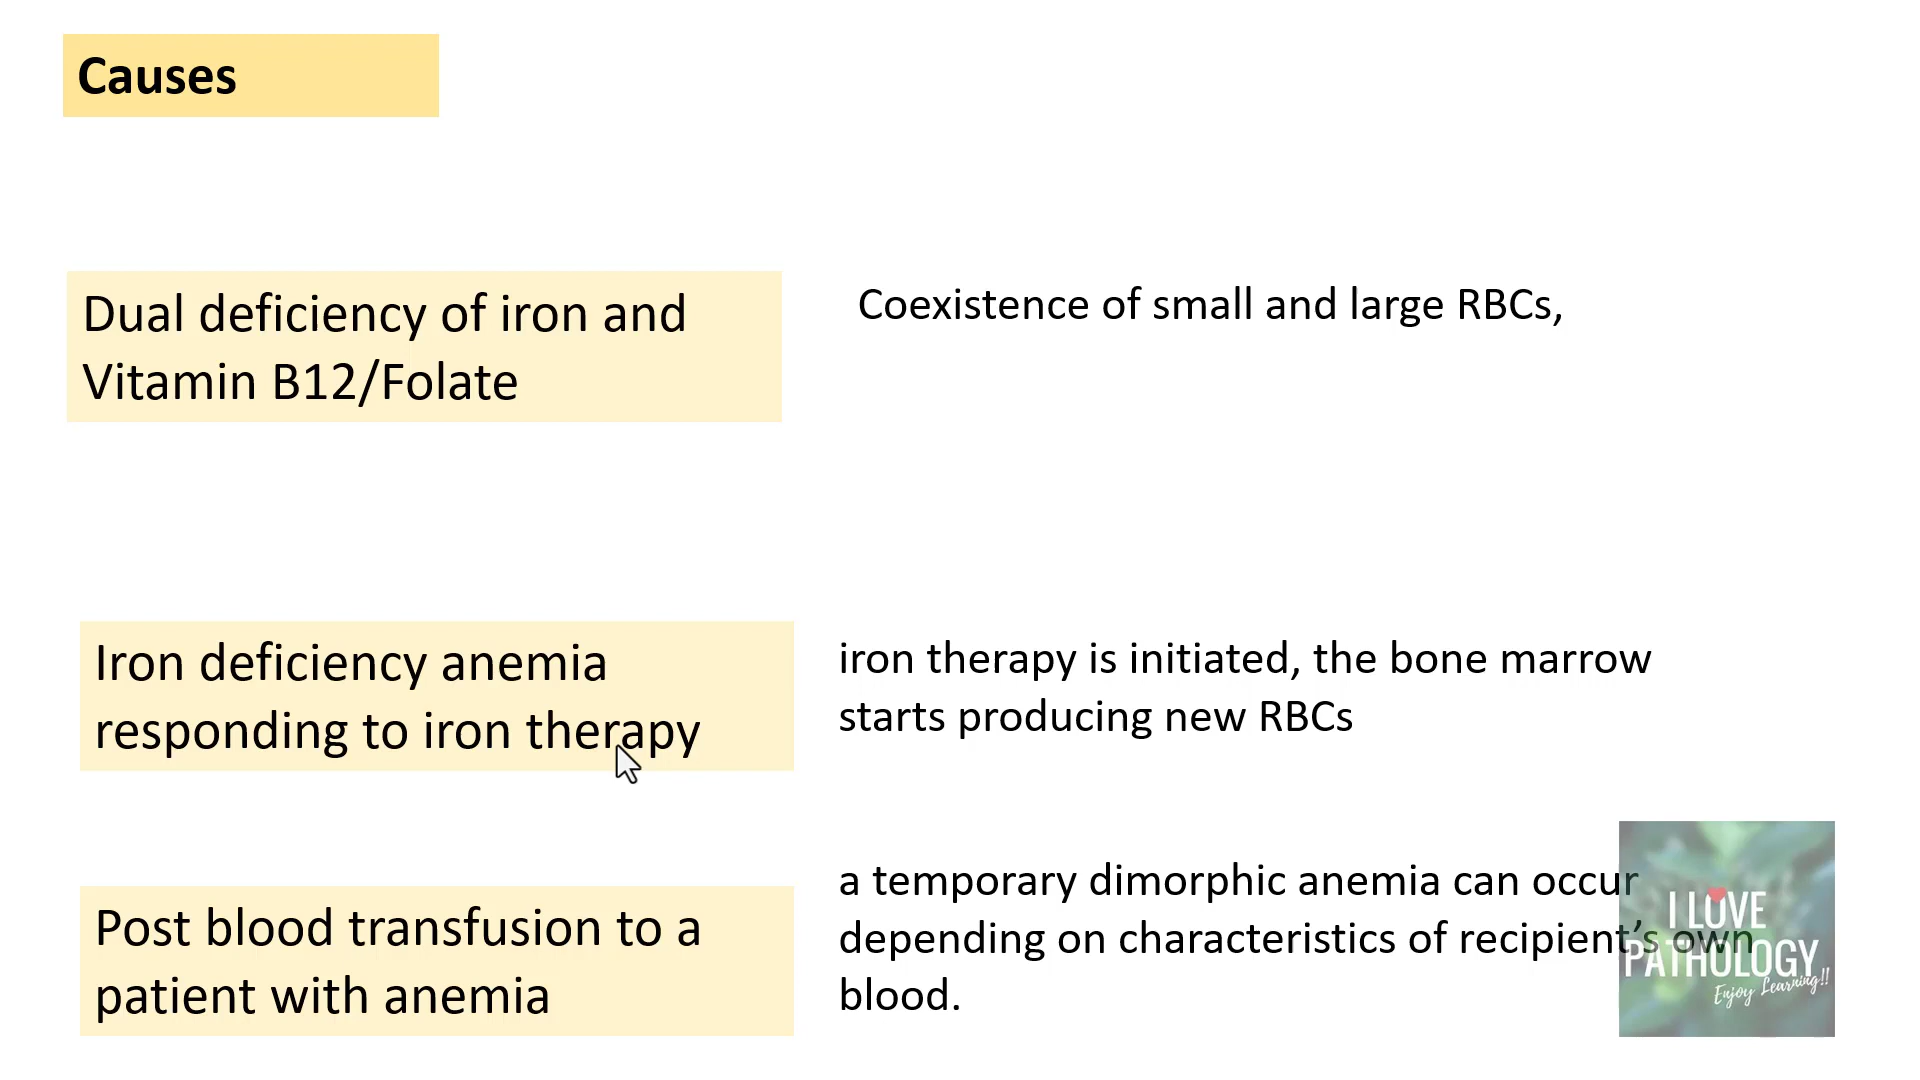 Causes
Dual deficiency of iron and
Vitamin B12/Folate
Coexistence of small and large RBCs,
Iron deficiency anemia
responding to iron therapy
iron therapy is initiated, the bone marrow
starts producing new RBCs
Post blood transfusion to a
patient with anemia
a temporary dimorphic anemia can occur
depending on characteristics of recipient’s own
blood.
I LOVE
PATHOLOGY
Enjoy Learning!!